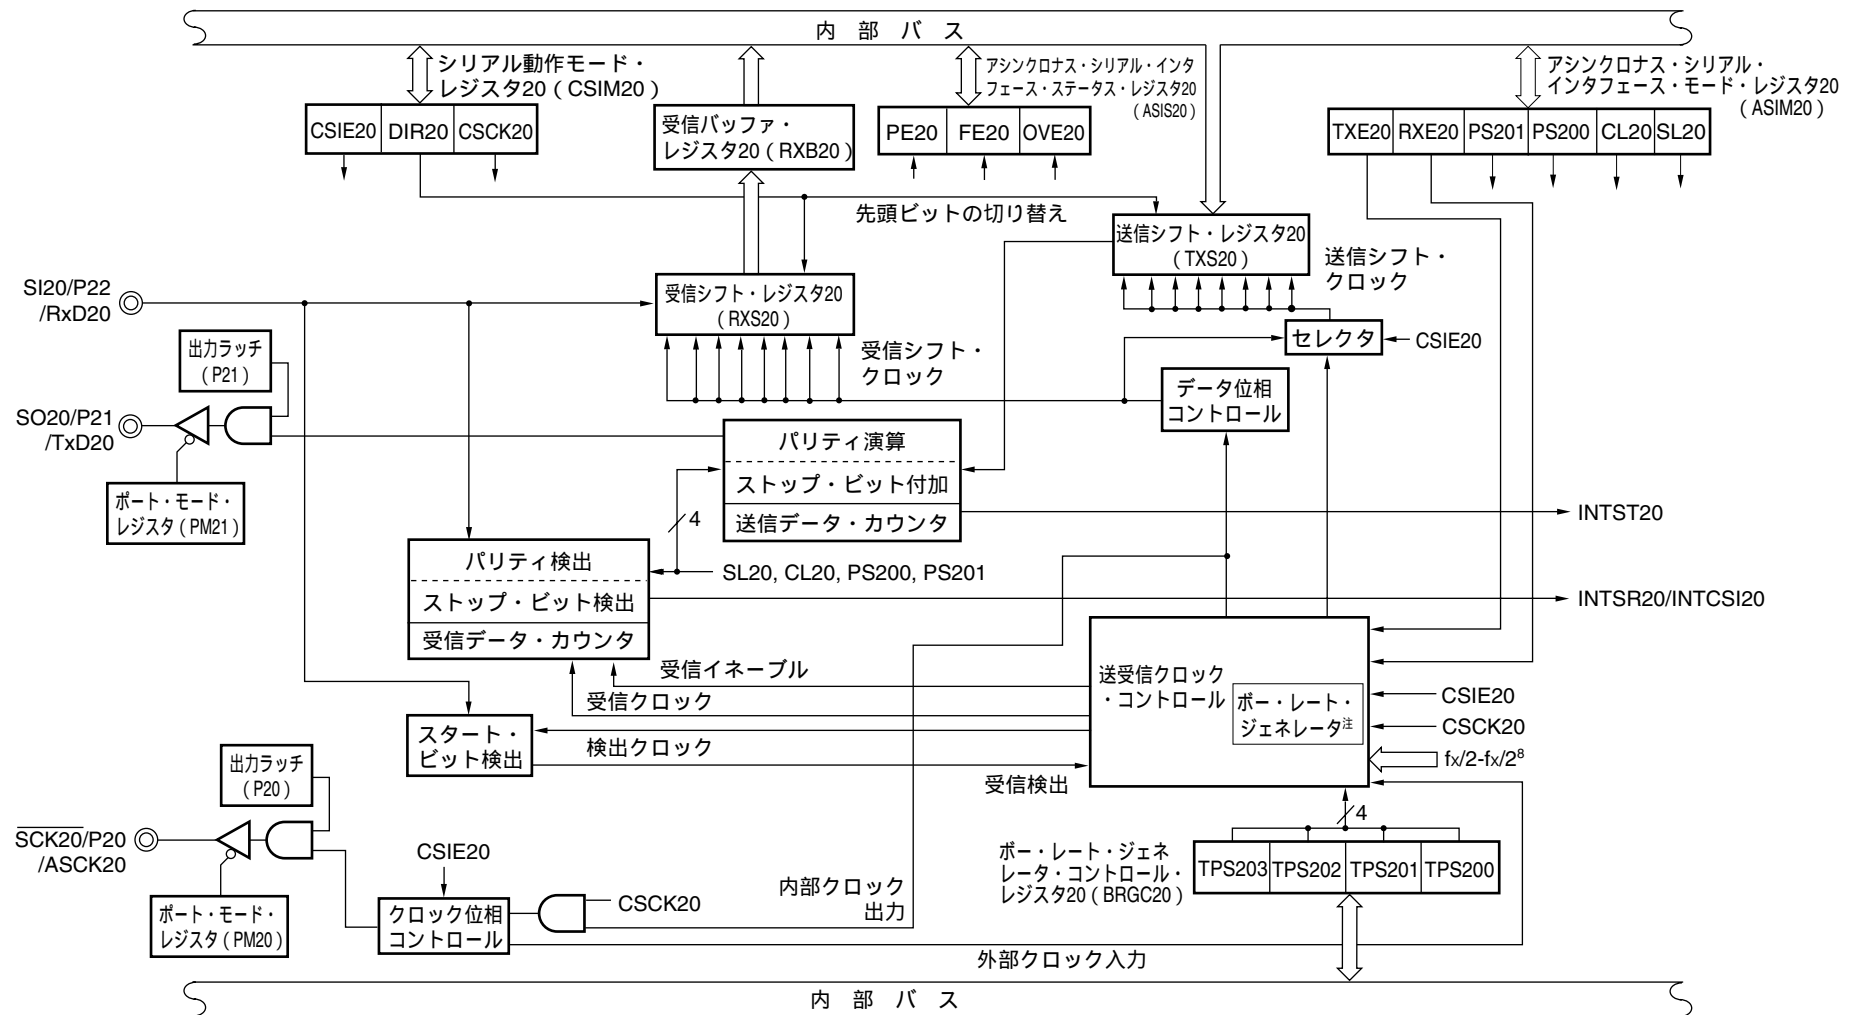 内 部 バ ス
シリアル動作モード・
レジスタ20（CSIM20）
アシンクロナス・シリアル・インタ
フェース・ステータス・レジスタ20
（ASIS20）
アシンクロナス・シリアル・
インタフェース・モード・レジスタ20
（ASIM20）
CSIE20 DIR20 CSCK20
受信バッファ・
レジスタ20（RXB20）
PE20 FE20 OVE20
TXE20 RXE20 PS201 PS200 CL20 SL20
先頭ビットの切り替え
送信シフト・レジスタ20
（TXS20）
送信シフト・
クロック
SI20/P22
/RxD20
受信シフト・レジスタ20
（RXS20）
セレクタ
CSIE20
出力ラッチ
（P21）
受信シフト・
クロック
データ位相
コントロール
SO20/P21
/TxD20
パリティ演算
ストップ・ビット付加
送信データ・カウンタ
ポート・モード・
レジスタ（PM21）
4
INTST20
パリティ検出
ストップ・ビット検出
受信データ・カウンタ
SL20, CL20, PS200, PS201
INTSR20/INTCSI20
受信イネーブル
受信クロック
送受信クロック
・コントロール
ボー・レート・
ジェネレータ注
CSIE20
CSCK20
fx/2-fx/2⁸
スタート・
ビット検出
検出クロック
受信検出
出力ラッチ
（P20）
4
SCK20/P20
/ASCK20
CSIE20
ボー・レート・ジェネ
レータ・コントロール・
レジスタ20（BRGC20）
TPS203 TPS202 TPS201 TPS200
内部クロック
出力
CSCK20
ポート・モード・
レジスタ（PM20）
クロック位相
コントロール
外部クロック入力
内 部 バ ス